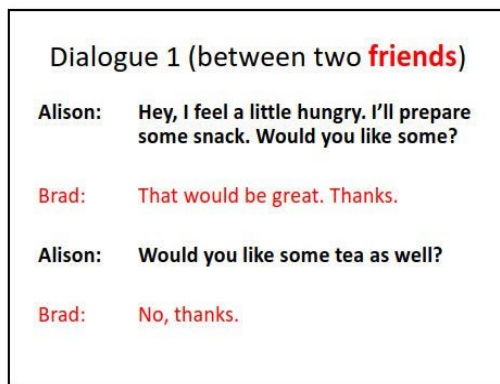 Dialogue 1 (between two friends)
Alison: Hey, I feel a little hungry. I'll prepare
some snack. Would you like some?
Brad: That would be great. Thanks.
Alison: Would you like some tea as well?
Brad: No, thanks.